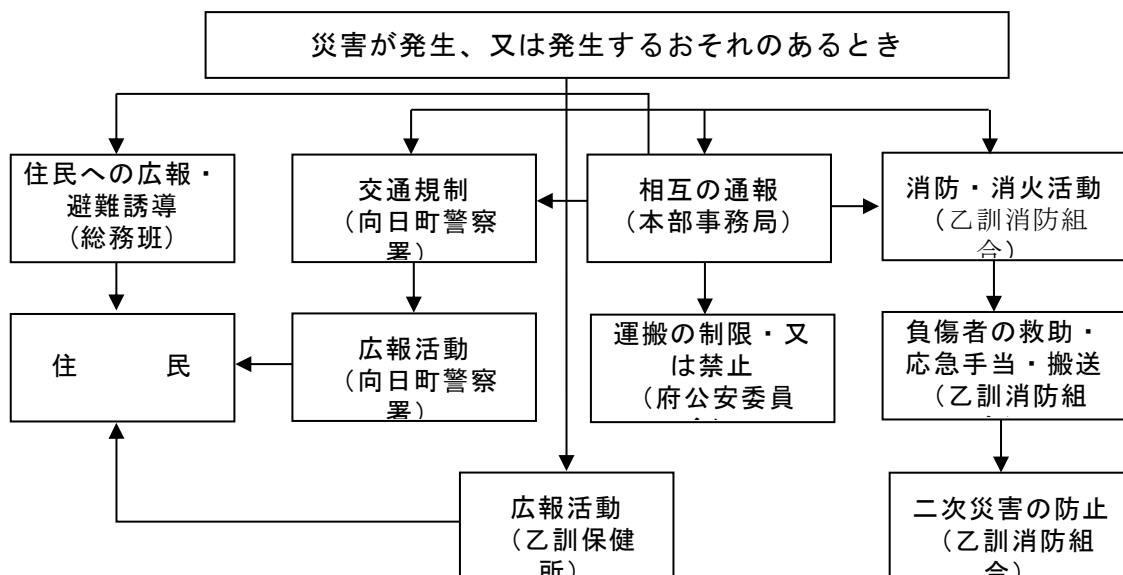 災害が発生、又は発生するおそれのあるとき
住民への広報・
避難誘導
(総務班)
交通規制
(向日町警察
署)
相互の通報
(本部事務局)
消防・消火活動
(乙訓消防組
合)
住　　　民
広報活動
(向日町警察
署)
運搬の制限・又
は禁止
(府公安委員
負傷者の救助・
応急手当・搬送
(乙訓消防組
広報活動
(乙訓保健
所)
二次災害の防止
(乙訓消防組
合)